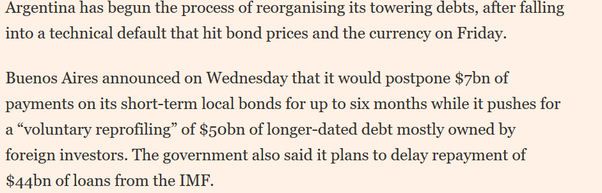 Argentina has begun the process of reorganising its towering debts, after falling
into a technical default that hit bond prices and the currency on Friday.
Buenos Aires announced on Wednesday that it would postpone $7bn of
payments on its short-term local bonds for up to six months while it pushes for
a “voluntary reprofiling” of $50bn of longer-dated debt mostly owned by
foreign investors. The government also said it plans to delay repayment of
$44bn of loans from the IMF.